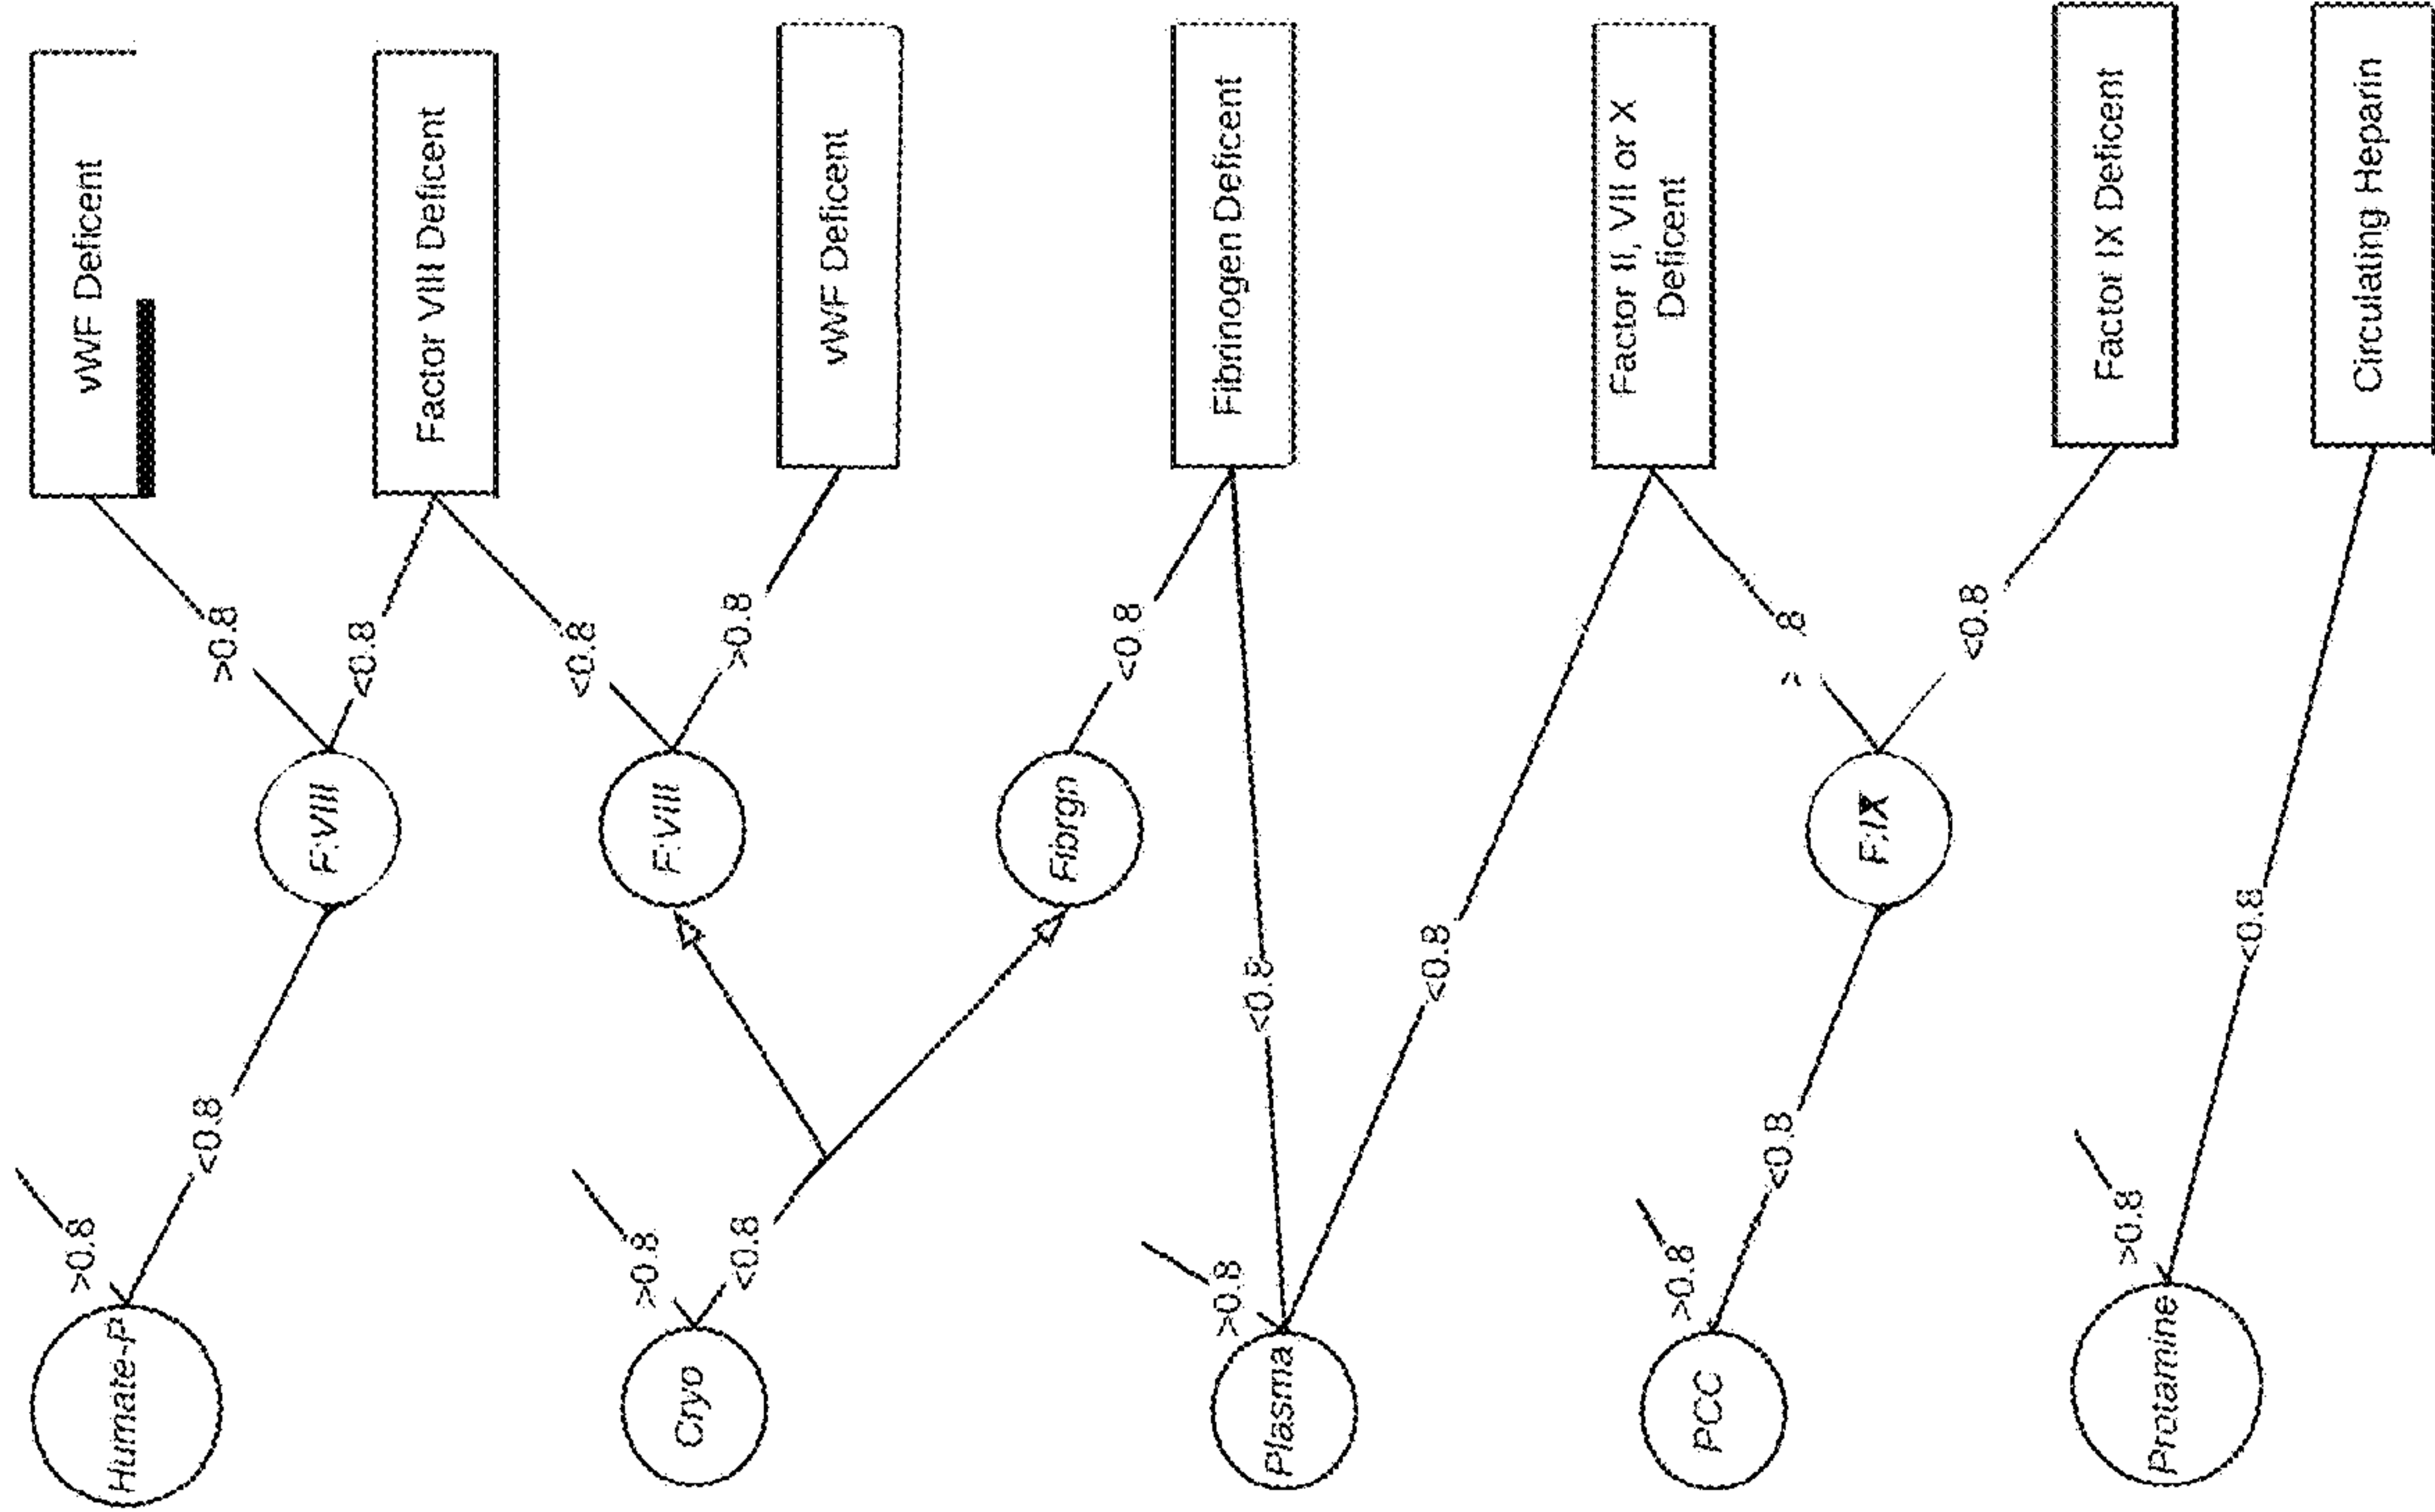 vWF Deficent
>0.8
Humate-P
<0.8
>0.8
F.VIII
<0.8
Factor VIII Deficent
<0.8
>0.8
F.VIII
Cryo
>0.8
<0.8
vWF Deficent
Fibrgn
<0.8
Fibrinogen Deficent
>0.8
<0.8
Plasma
<0.8
Factor II, VII or X
Deficent
>0.8
PCC
<0.8
> 8
F.IX
<0.8
Factor IX Deficent
>0.8
Protamine
<0.8
Circulating Heparin